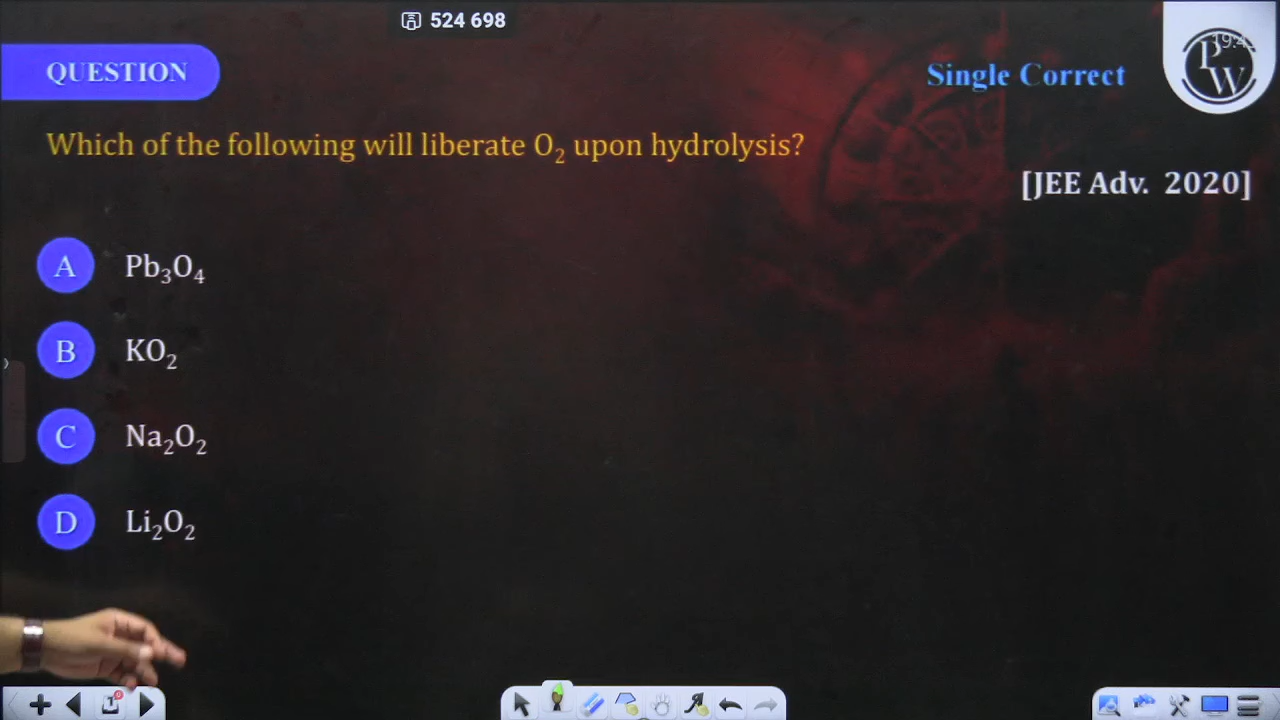 524 698
QUESTION
Single Correct
PW
Which of the following will liberate O₂ upon hydrolysis?
[JEE Adv. 2020]
A Pb₃O₄
B KO₂
C Na₂O₂
D Li₂O₂